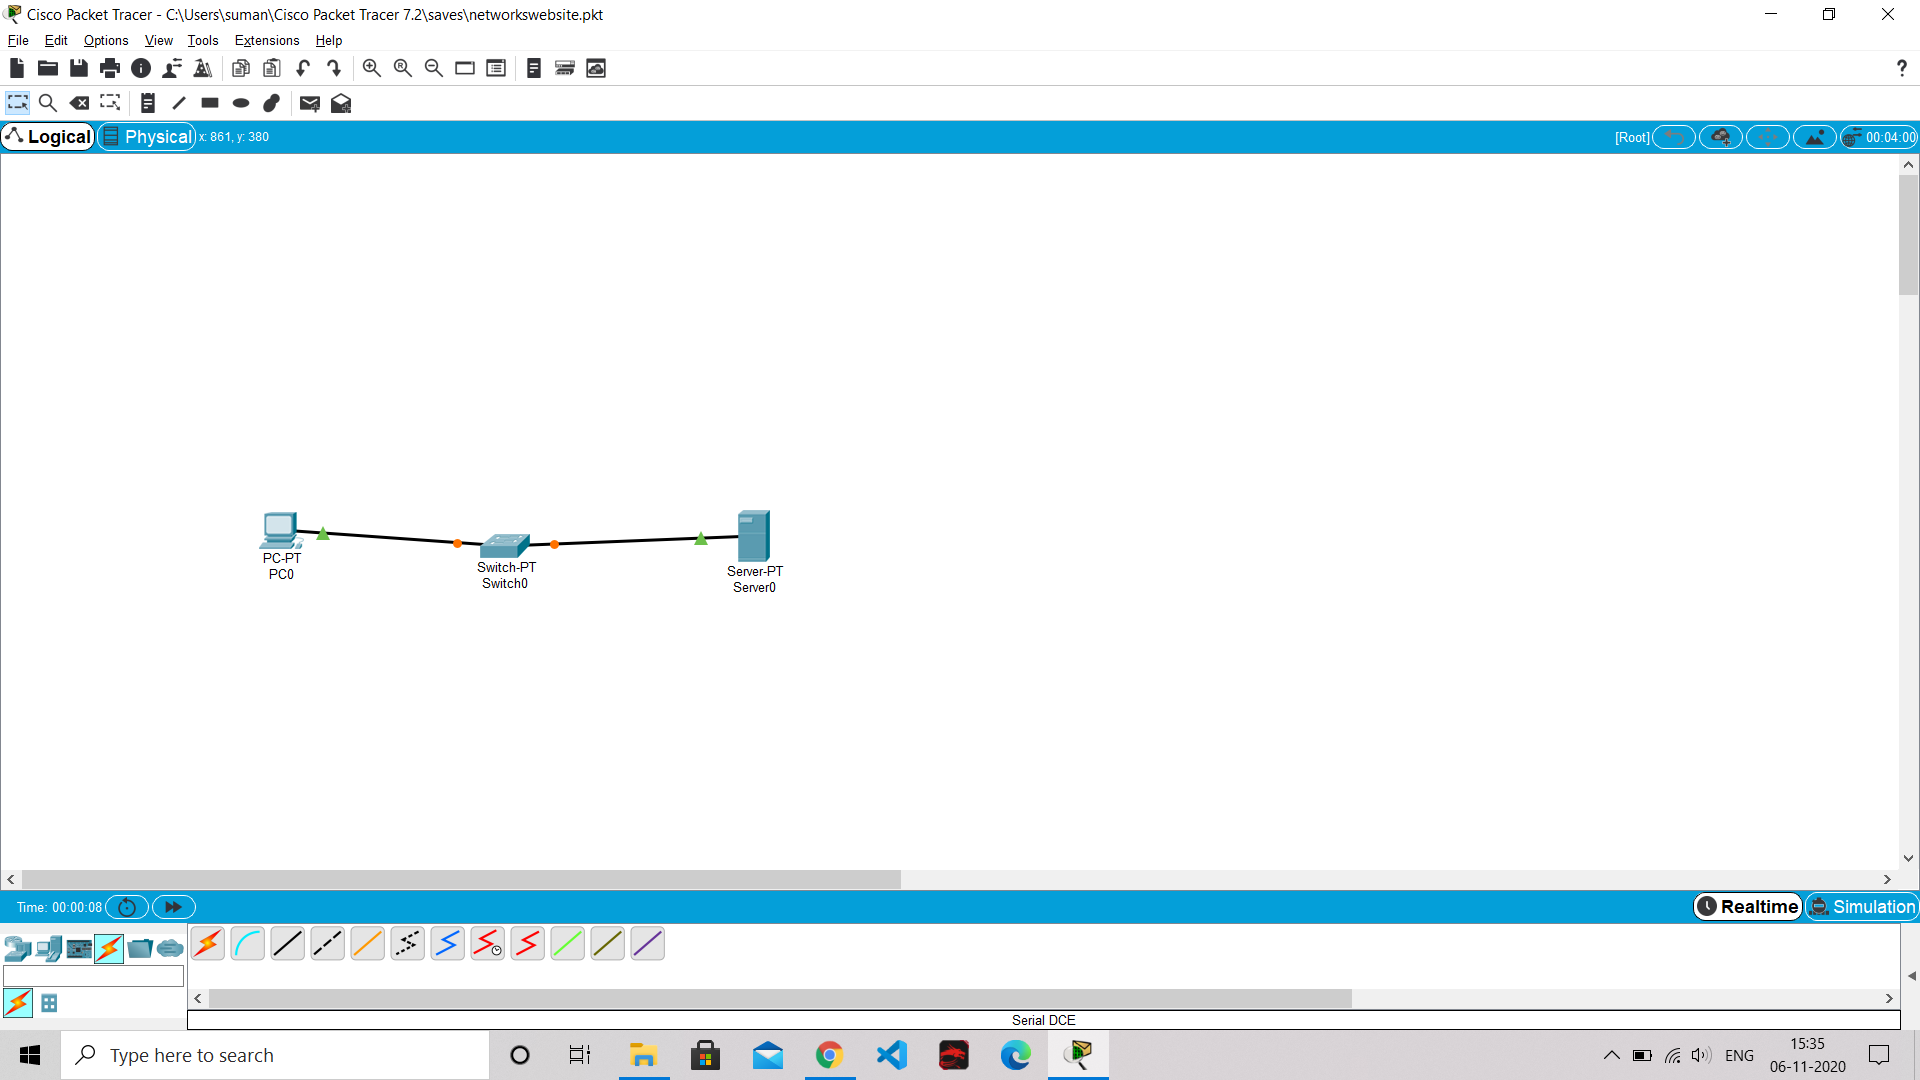 Cisco Packet Tracer - C:\Users\suman\Cisco Packet Tracer 7.2\saves\networkswebsite.pkt
File Edit Options View Tools Extensions Help
Logical Physical x: 861, y: 380 [Root] 00:04:00
PC-PT
PC0
Switch-PT
Switch0
Server-PT
Server0
Time: 00:00:08 Realtime Simulation
Serial DCE
Type here to search
ENG
15:35
06-11-2020